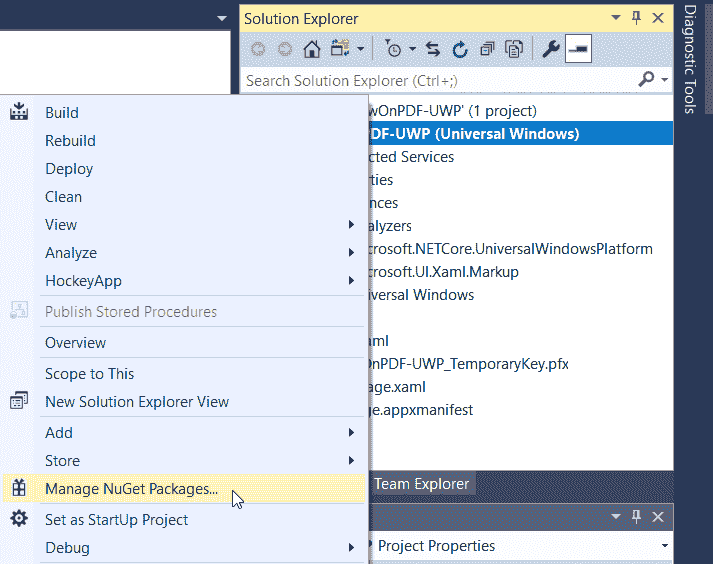 Solution Explorer
Search Solution Explorer (Ctrl+;)
Diagnostic Tools
wOnPDF-UWP' (1 project)
PDF-UWP (Universal Windows)
cted Services
ties
nces
alyzers
crosoft.NETCore.UniversalWindowsPlatform
crosoft.UI.Xaml.Markup
iversal Windows
aml
OnPDF-UWP_TemporaryKey.pfx
age.xaml
ge.appxmanifest
Build
Rebuild
Deploy
Clean
View
Analyze
HockeyApp
Publish Stored Procedures
Overview
Scope to This
New Solution Explorer View
Add
Store
Manage NuGet Packages...
Set as StartUp Project
Debug
Team Explorer
Project Properties